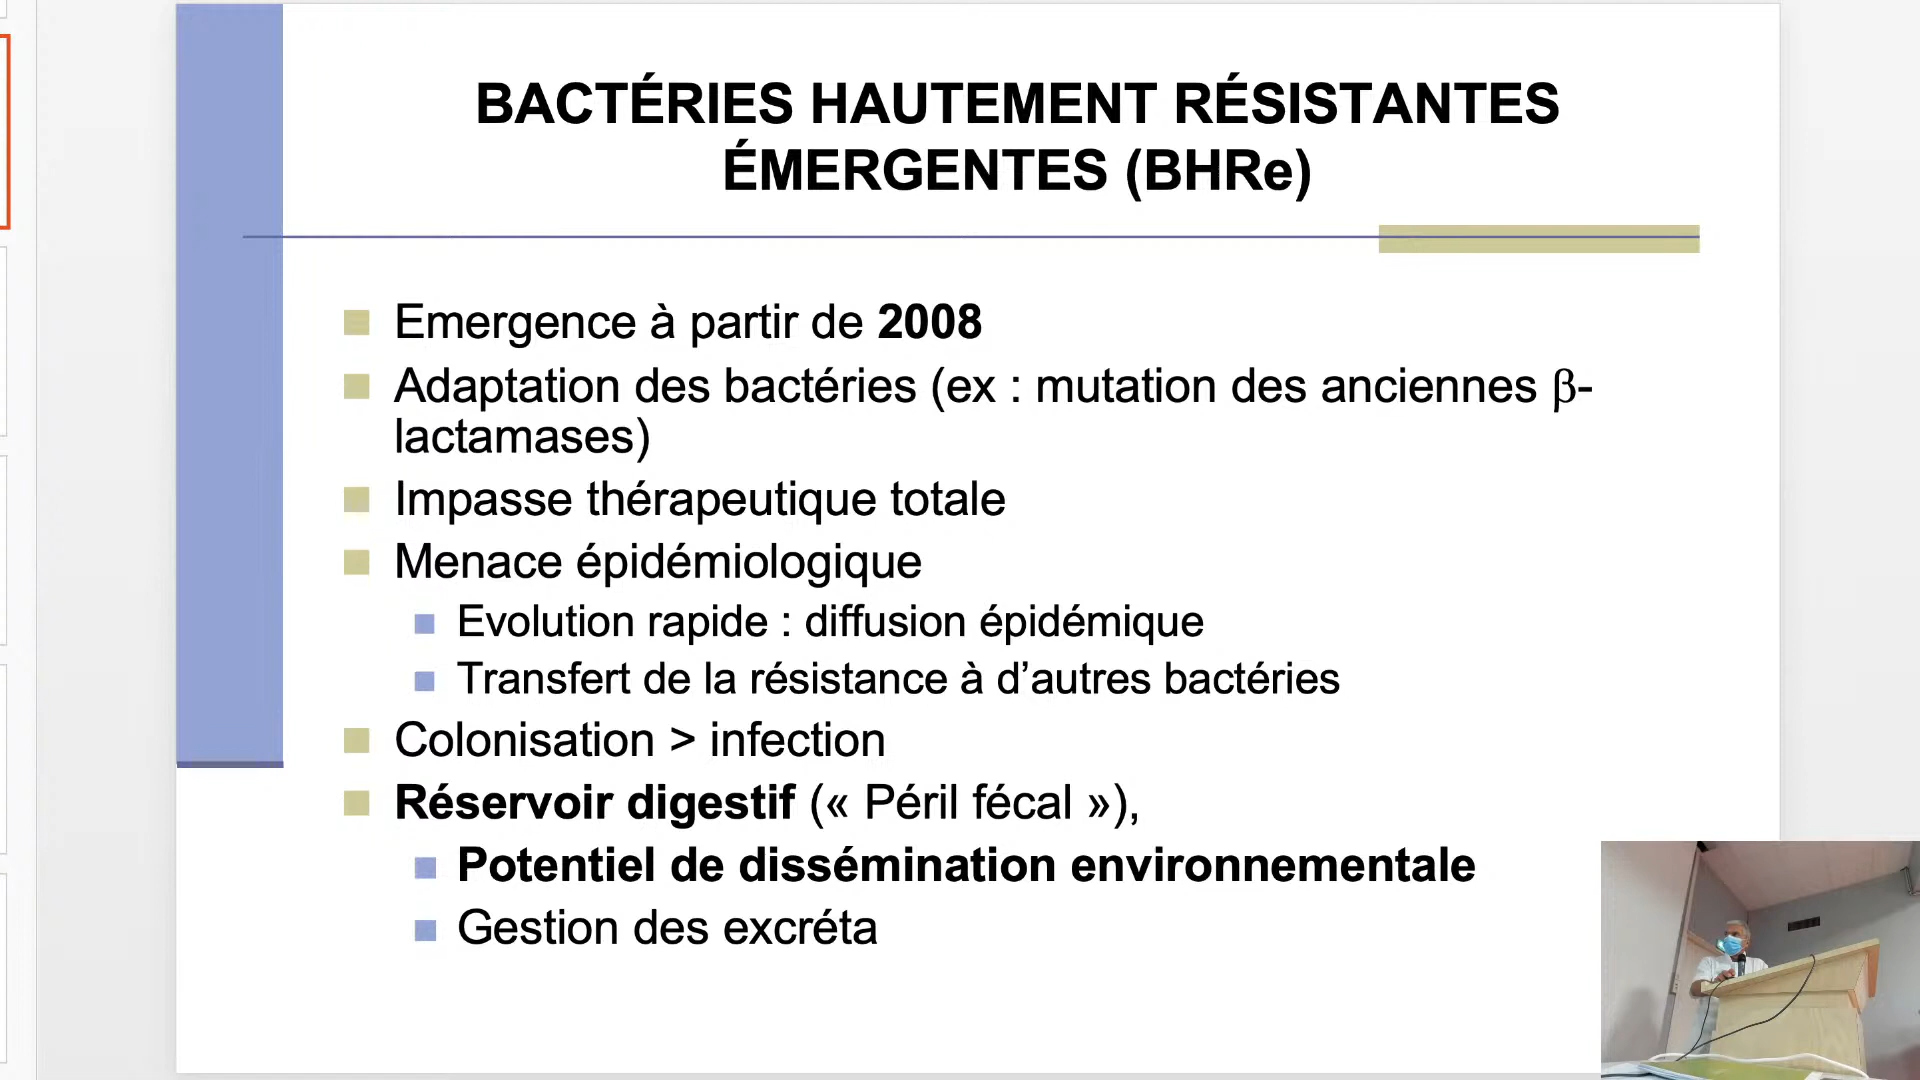 BACTÉRIES HAUTEMENT RÉSISTANTES
ÉMERGENTES (BHRe)
Emergence à partir de 2008
Adaptation des bactéries (ex : mutation des anciennes β-
lactamases)
Impasse thérapeutique totale
Menace épidémiologique
Evolution rapide : diffusion épidémique
Transfert de la résistance à d’autres bactéries
Colonisation > infection
Réservoir digestif (« Péril fécal »),
Potentiel de dissémination environnementale
Gestion des excréta